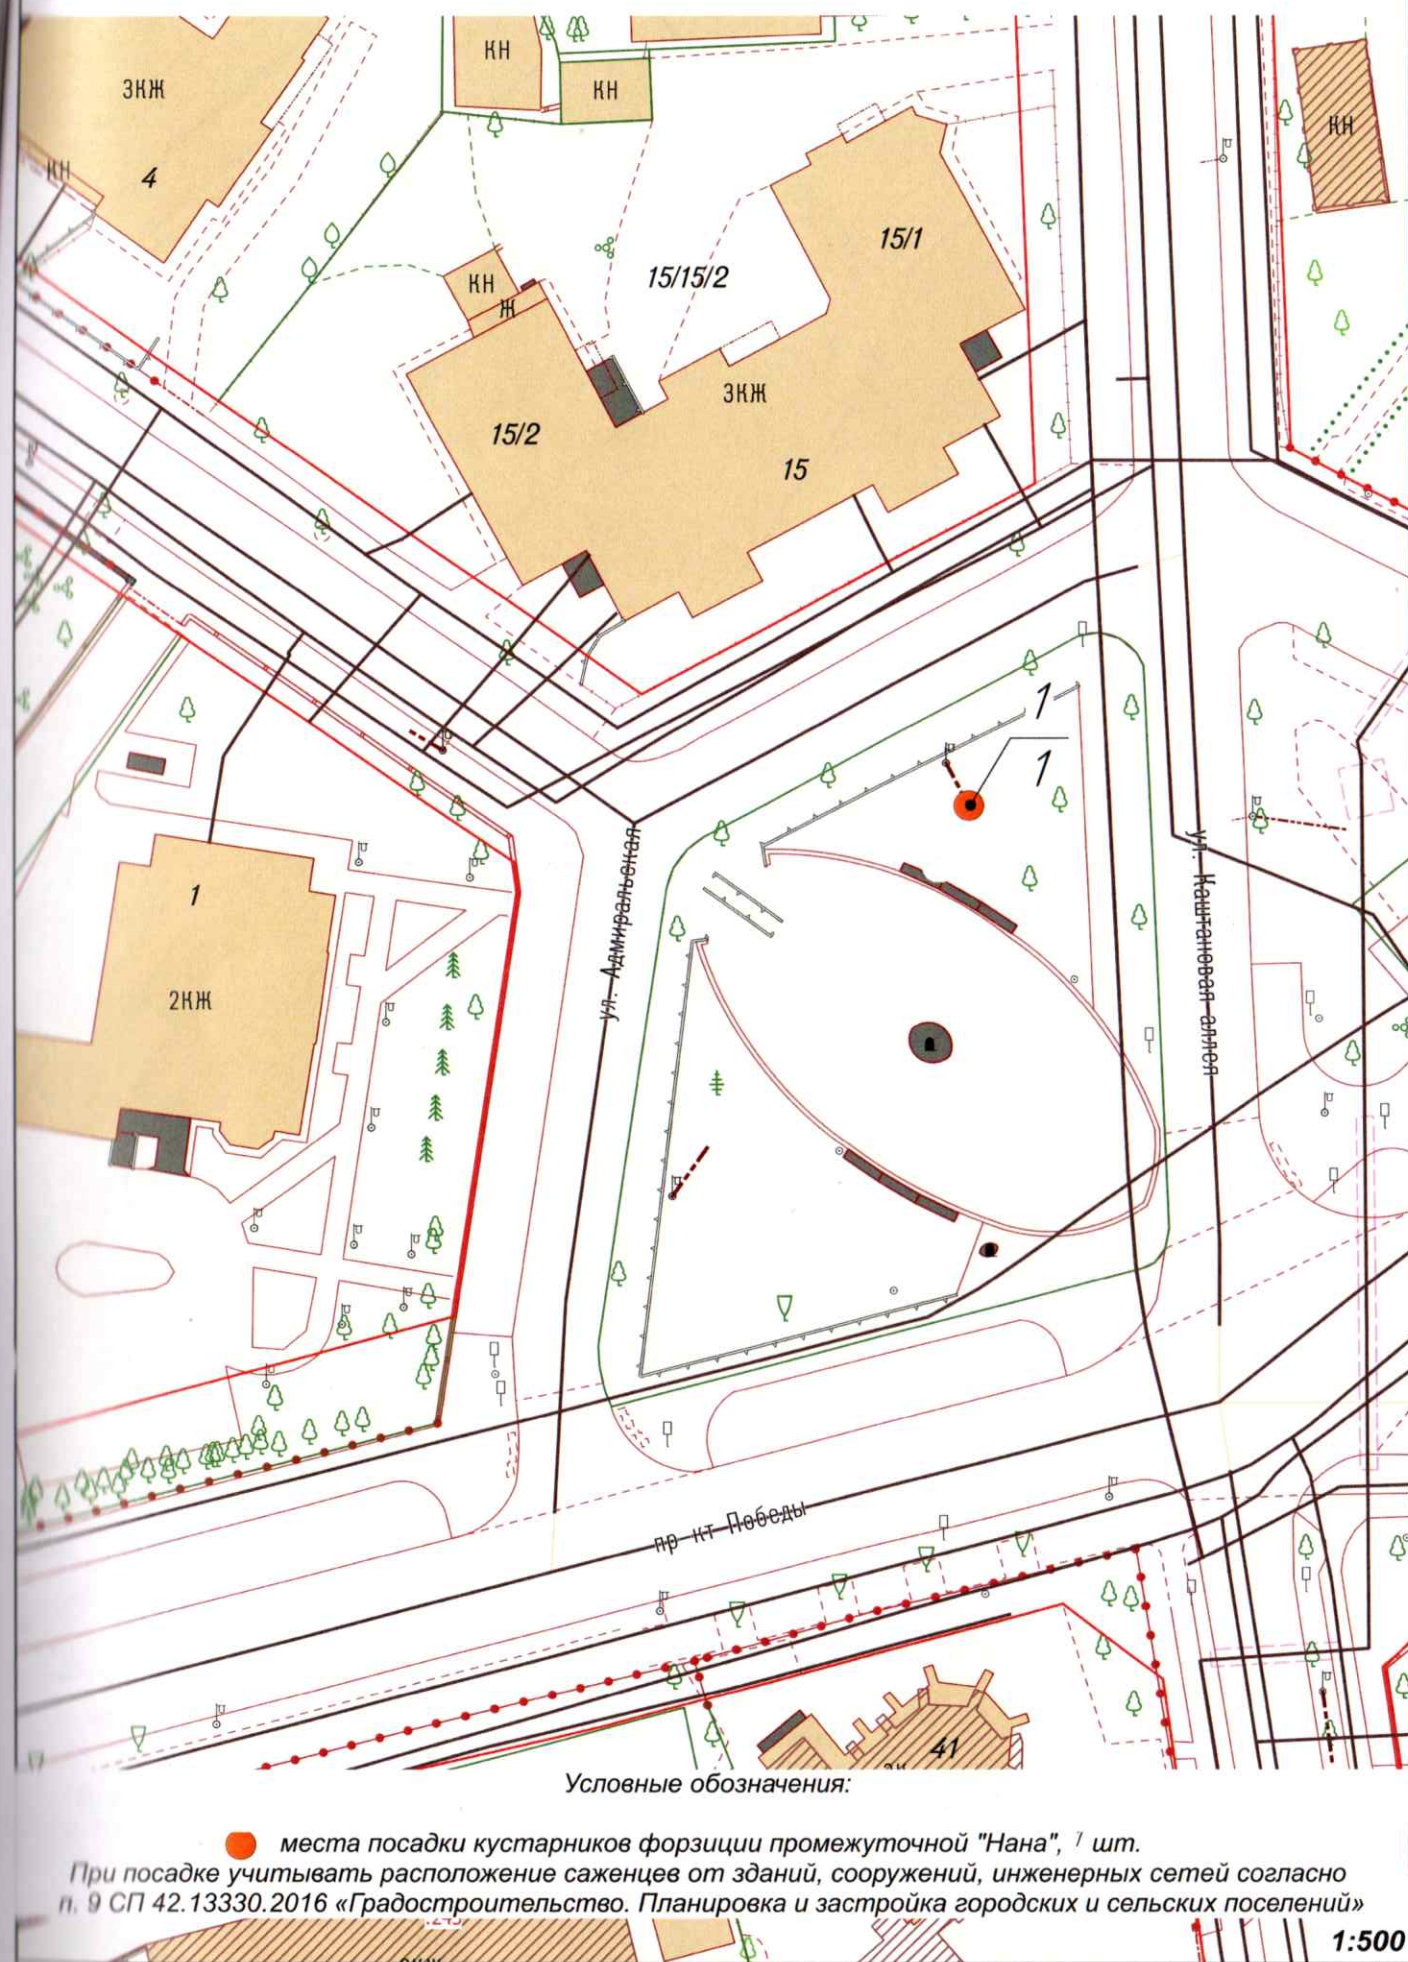 КН
3КЖ
КН
КН
КН
4
15/1
15/15/2
КН
Ж
3КЖ
15/2
15
1
1
1
2КЖ
ул. Адмиральская
ул. Каштановая аллея
пр-кт Победы
41
Условные обозначения:
места посадки кустарников форзиции промежуточной "Нана", 7 шт.
При посадке учитывать расположение саженцев от зданий, сооружений, инженерных сетей согласно
п. 9 СП 42.13330.2016 «Градостроительство. Планировка и застройка городских и сельских поселений»
1:500